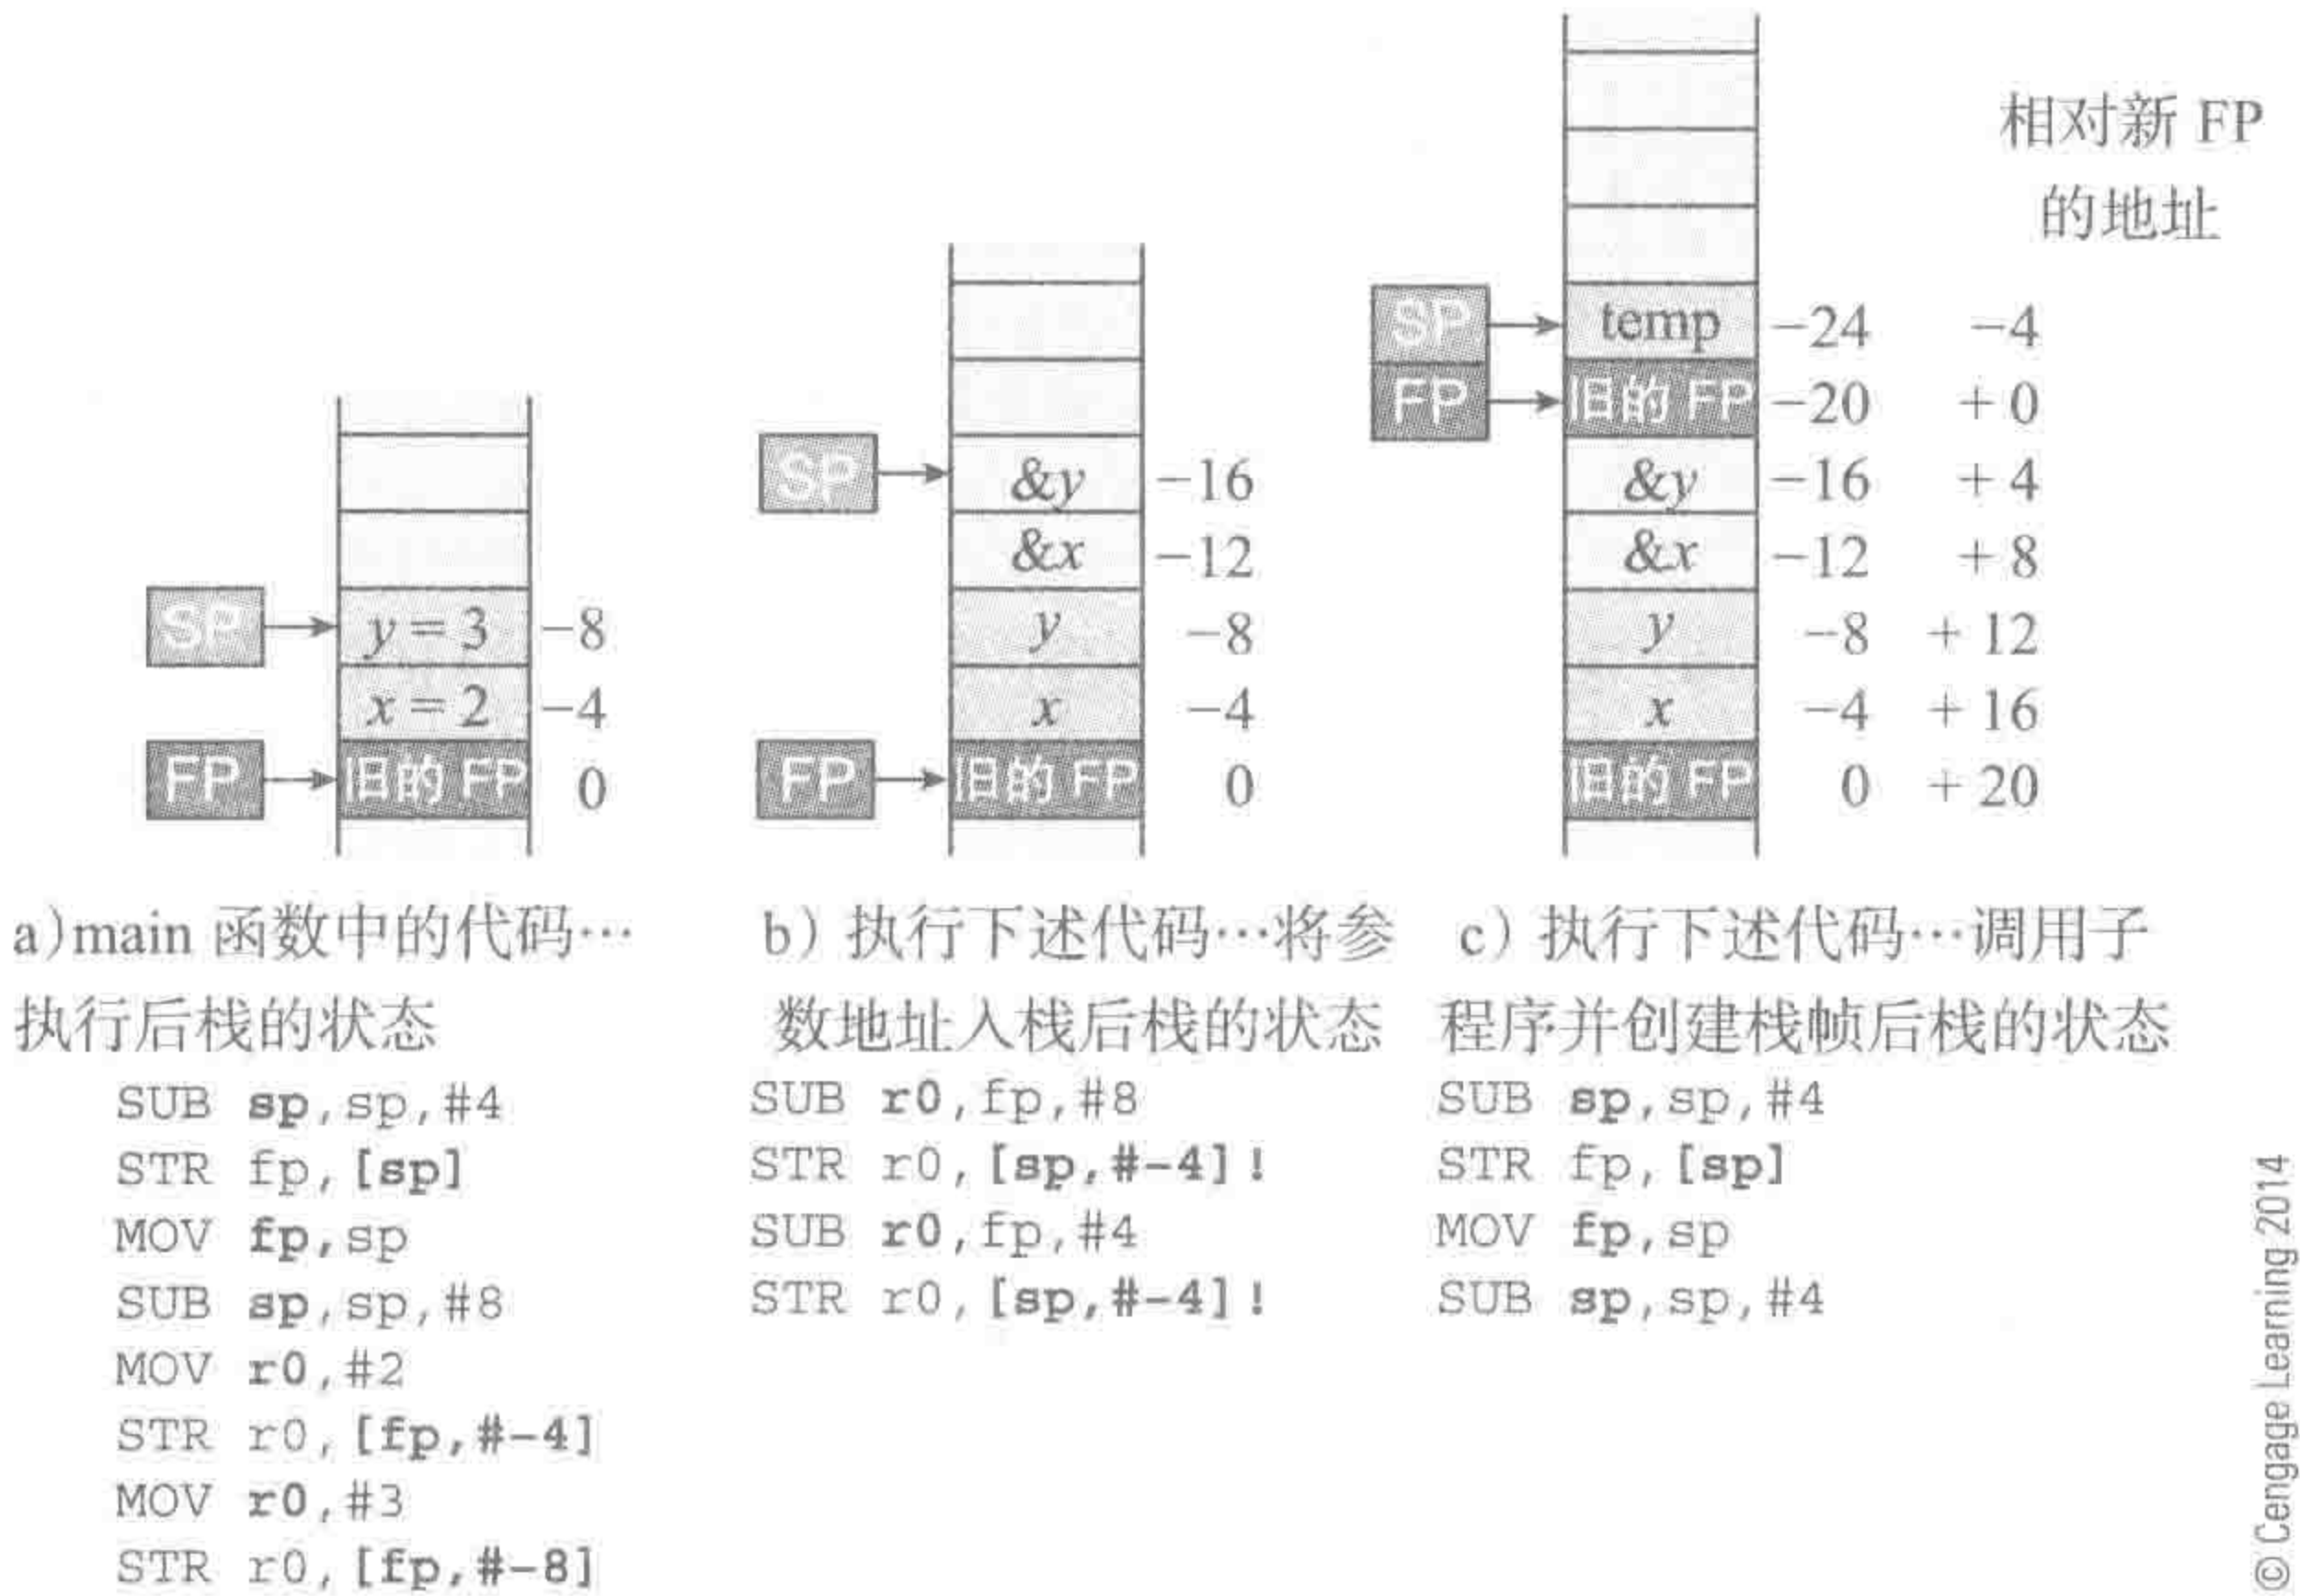 SP
y = 3
−8
x = 2
−4
FP
旧的 FP
0
a)main 函数中的代码…
执行后栈的状态
SUB sp,sp,#4
STR fp,[sp]
MOV fp,sp
SUB sp,sp,#8
MOV r0,#2
STR r0,[fp,#-4]
MOV r0,#3
STR r0,[fp,#-8]
SP
&y
−16
&x
−12
y
−8
x
−4
FP
旧的 FP
0
b) 执行下述代码…将参
数地址入栈后栈的状态
SUB r0,fp,#8
STR r0,[sp,#-4]!
SUB r0,fp,#4
STR r0,[sp,#-4]!
相对新 FP
的地址
SP
temp −24 −4
FP
旧的 FP −20 +0
&y −16 +4
&x −12 +8
y −8 +12
x −4 +16
旧的 FP 0 +20
c) 执行下述代码…调用子
程序并创建栈帧后栈的状态
SUB sp,sp,#4
STR fp,[sp]
MOV fp,sp
SUB sp,sp,#4
© Cengage Learning 2014